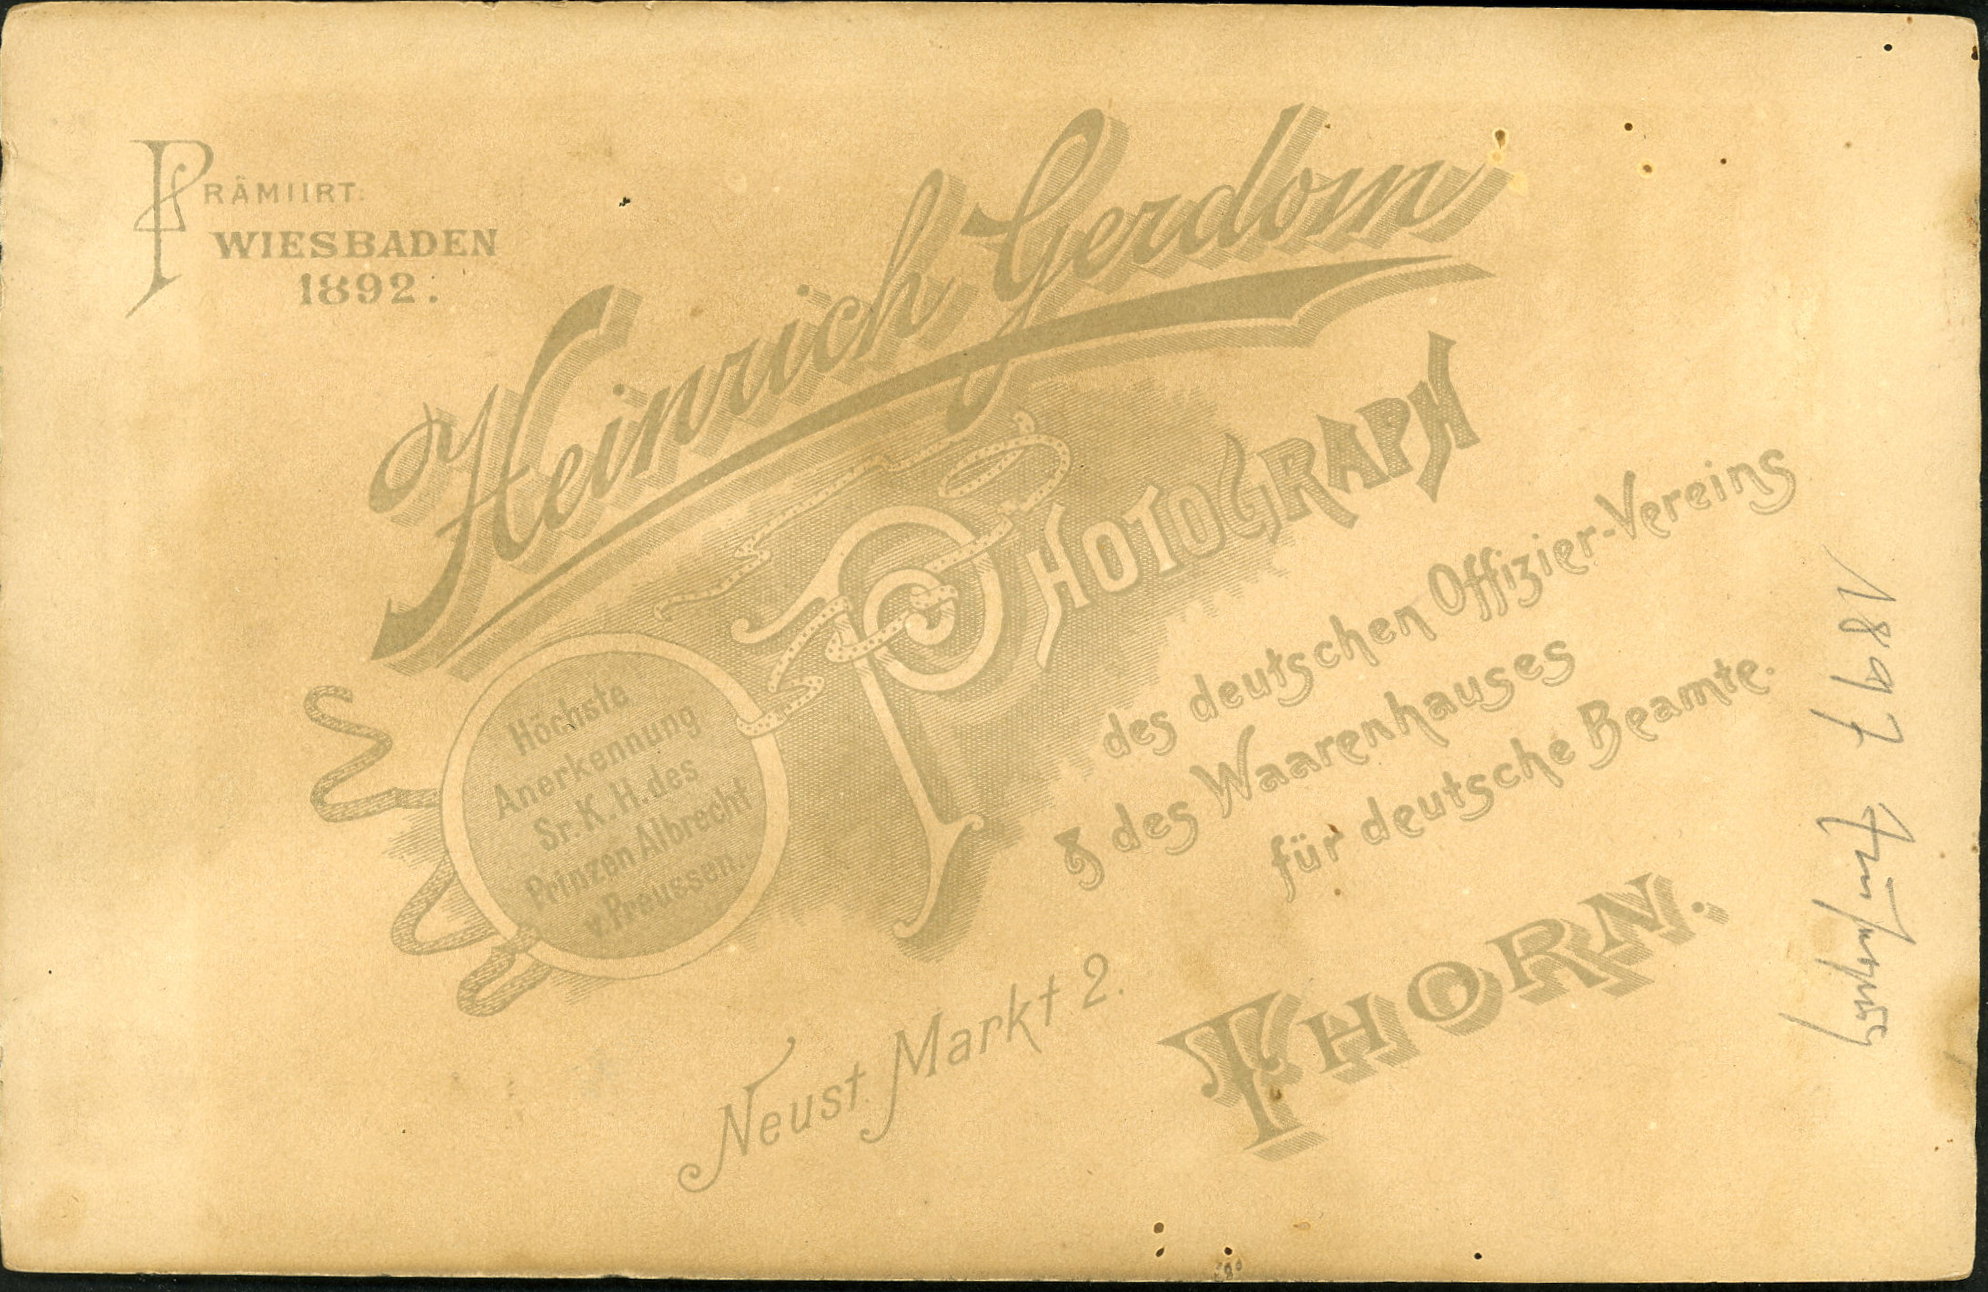 PRÄMIIRT:
WIESBADEN
1892.
Heinrich Gerdom
PHOTOGRAPH
des deutschen Offizier-Vereins
& des Waarenhauses
für deutsche Beamte.
Höchste
Anerkennung
Sr. K. H. des
Prinzen Albrecht
v. Preussen.
Neust. Markt 2.
THORN.
1897